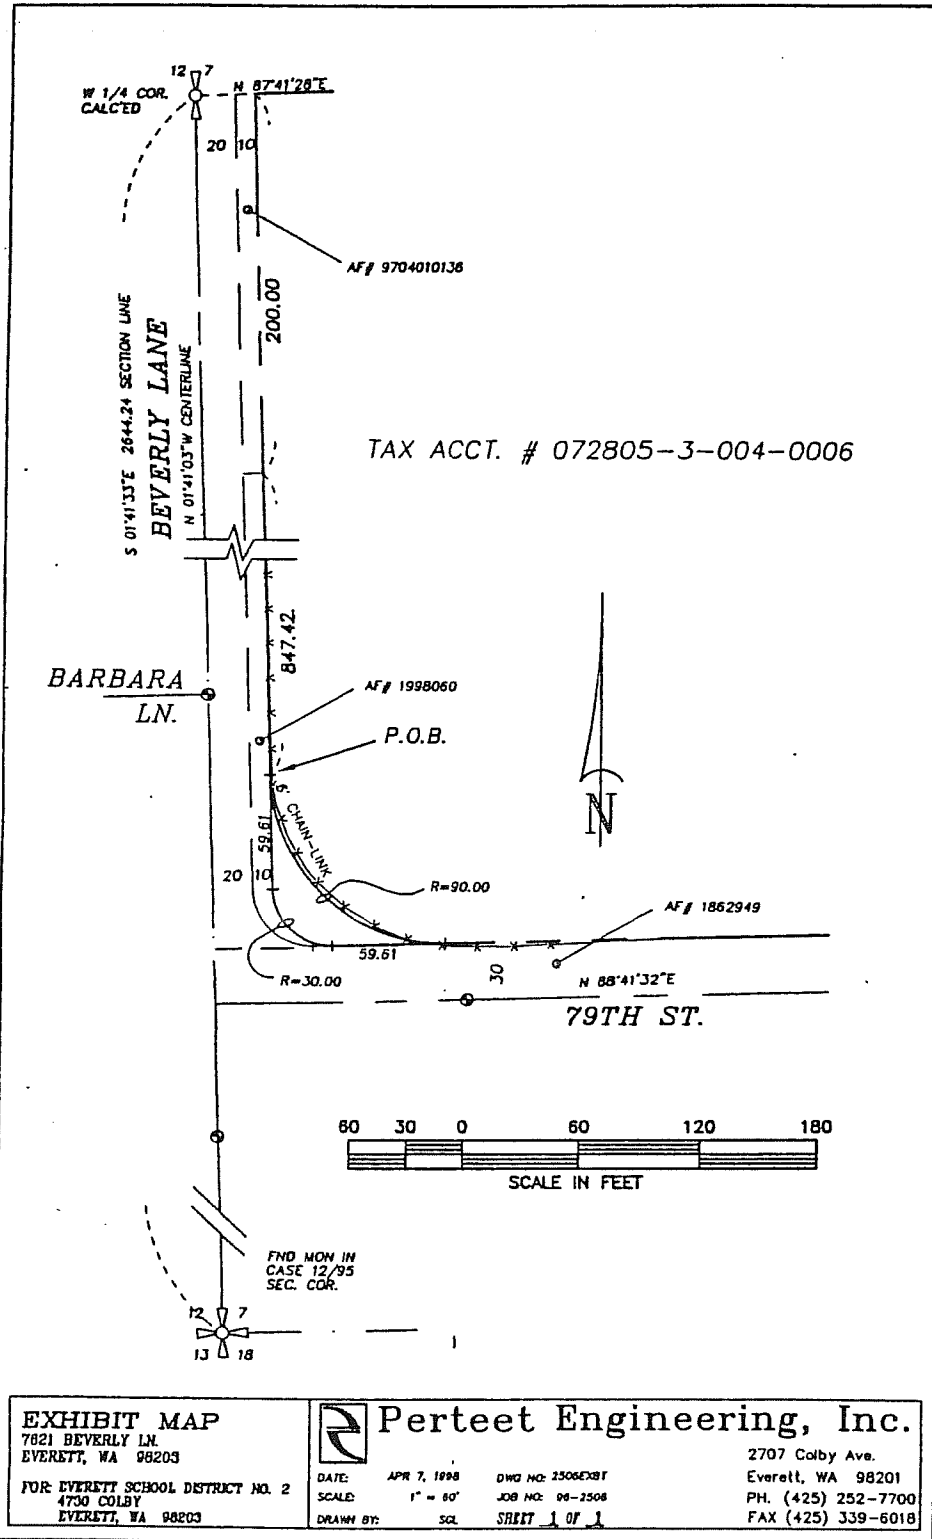 12 7
W 1/4 COR.
CALC'ED
N 87°41'28"E
20 10
AF# 9704010136
200.00
S 01°41'33"E 2644.24 SECTION LINE
BEVERLY LANE
N 01°41'03"W CENTERLINE
TAX ACCT. # 072805-3-004-0006
847.42
BARBARA
LN.
AF# 1998060
P.O.B.
6' CHAIN-LINK
59.61
20 10
R=90.00
AF# 1862949
59.61
30
R=30.00
N 88°41'32"E
79TH ST.
N
60 30 0 60 120 180
SCALE IN FEET
FND MON IN
CASE 12/95
SEC. COR.
12 7
13 18
EXHIBIT MAP
7621 BEVERLY LN.
EVERETT, WA 98203
FOR: EVERETT SCHOOL DISTRICT NO. 2
4730 COLBY
EVERETT, WA 98203
Perteet Engineering, Inc.
2707 Colby Ave.
Everett, WA 98201
PH. (425) 252-7700
FAX (425) 339-6018
DATE: APR 7, 1998
SCALE: 1" = 60'
DRAWN BY: SGL
JOB NO: 96-2506
SHEET 1 OF 1